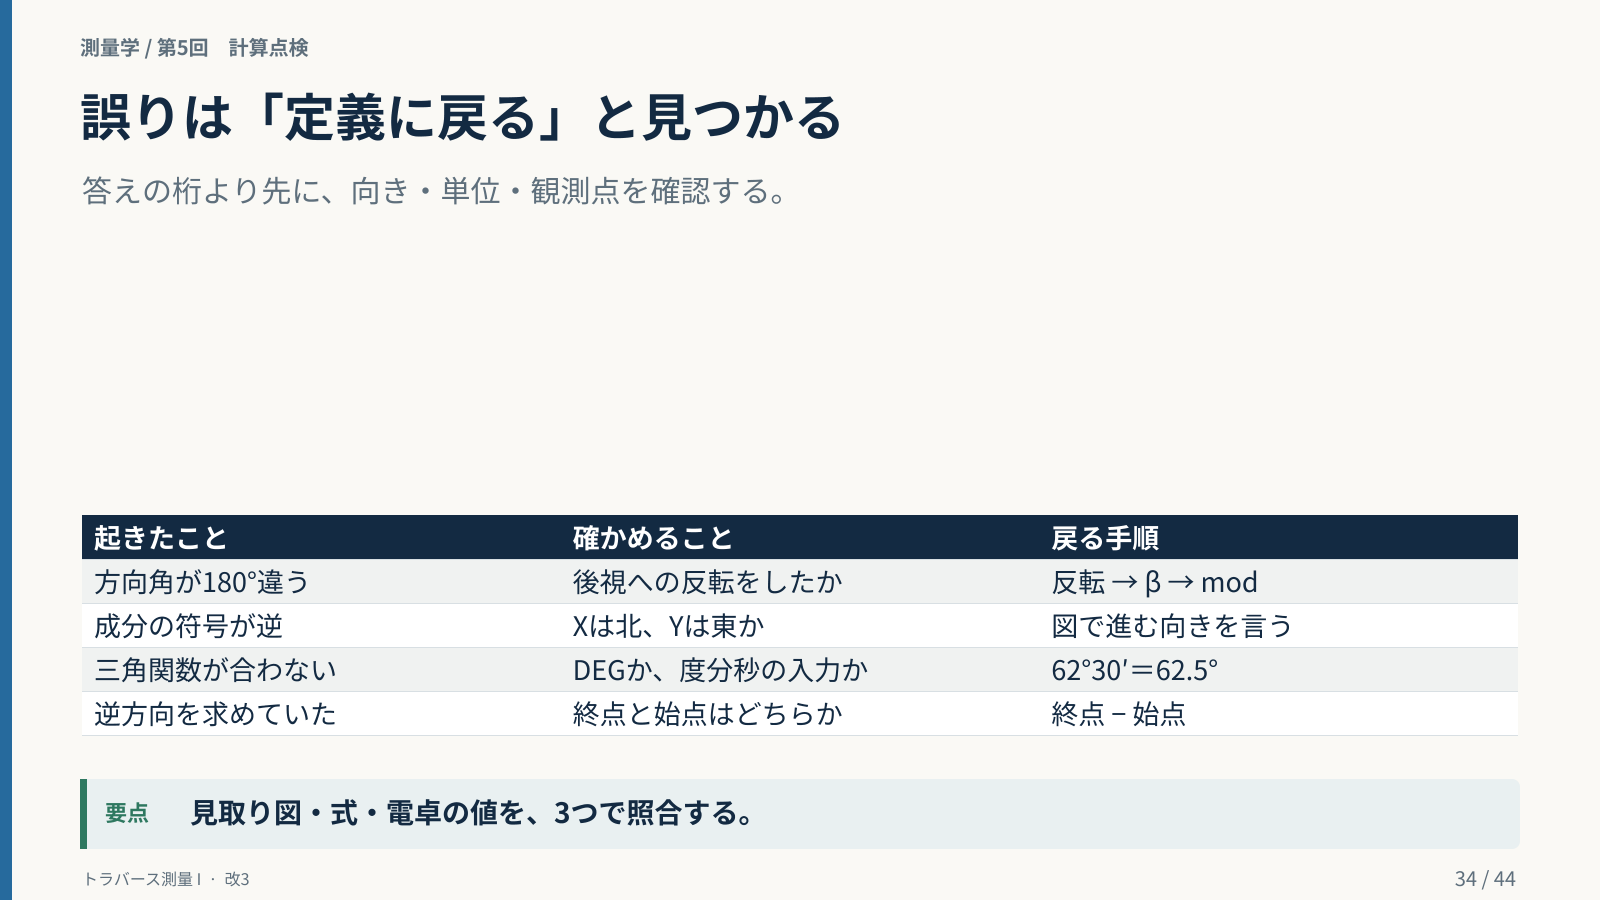 測量学 / 第5回　計算点検
誤りは「定義に戻る」と見つかる
答えの桁より先に、向き・単位・観測点を確認する。
起きたこと　確かめること　戻る手順
方向角が180°違う　後視への反転をしたか　反転 → β → mod
成分の符号が逆　Xは北、Yは東か　図で進む向きを言う
三角関数が合わない　DEGか、度分秒の入力か　62°30′＝62.5°
逆方向を求めていた　終点と始点はどちらか　終点 − 始点
要点　見取り図・式・電卓の値を、3つで照合する。
トラバース測量 I · 改3　34 / 44